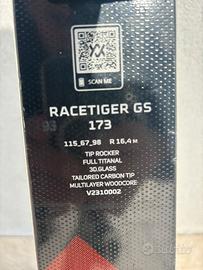 SCAN ME
RACETIGER GS
173
115_67_98 R 16,4 m
TIP ROCKER
FULL TITANAL
3D.GLASS
TAILORED CARBON TIP
MULTILAYER WOODCORE
V2310002